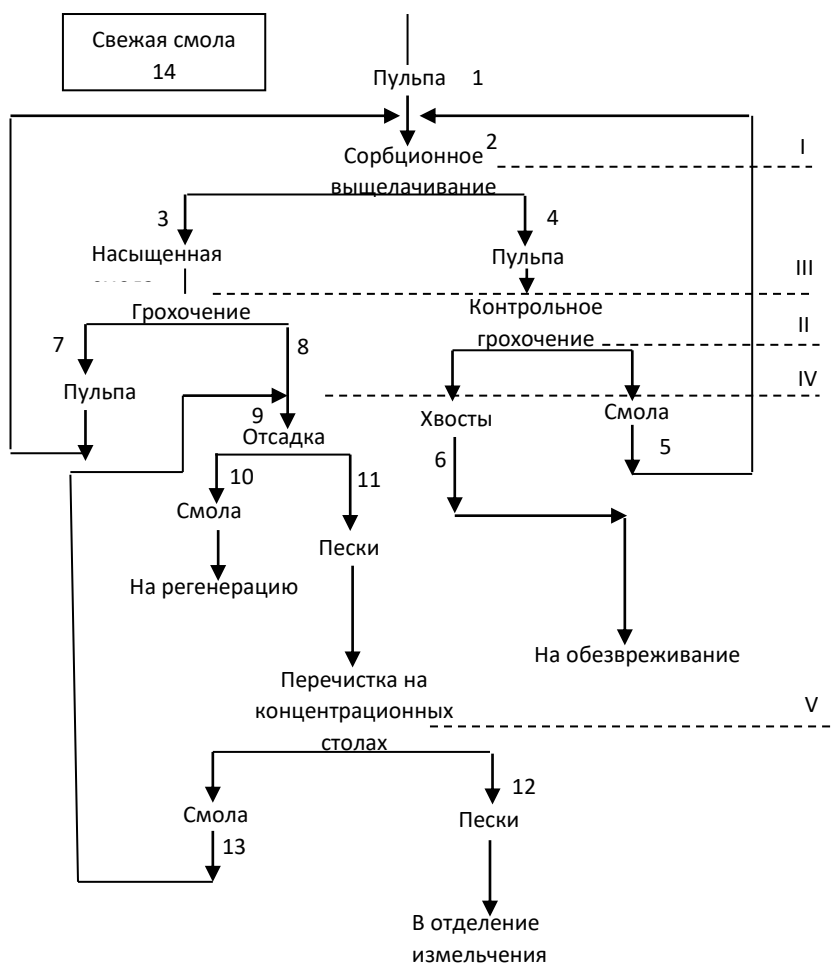 Свежая смола
14
Пульпа 1
2
Сорбционное
выщелачивание
I
3
4
Насыщенная
Пульпа
III
Грохочение
Контрольное
грохочение
II
7
8
IV
Пульпа
9
Отсадка
Хвосты
Смола
6
5
10
11
Смола
Пески
На регенерацию
На обезвреживание
Перечистка на
концентрационных
столах
V
12
Смола
Пески
13
В отделение
измельчения